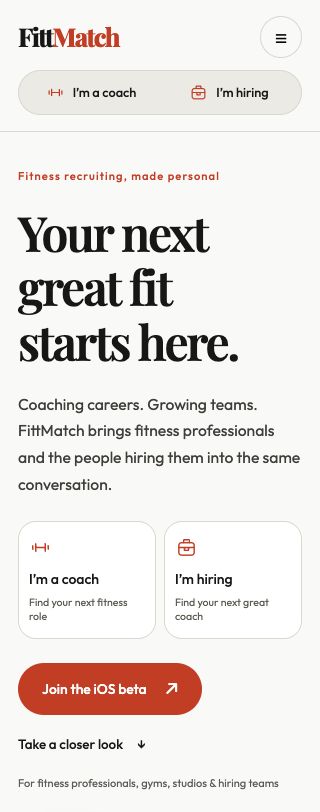 FittMatch
I'm a coach
I'm hiring
Fitness recruiting, made personal
Your next
great fit
starts here.
Coaching careers. Growing teams.
FittMatch brings fitness professionals
and the people hiring them into the same
conversation.
I'm a coach
Find your next fitness
role
I'm hiring
Find your next great
coach
Join the iOS beta
Take a closer look
For fitness professionals, gyms, studios & hiring teams